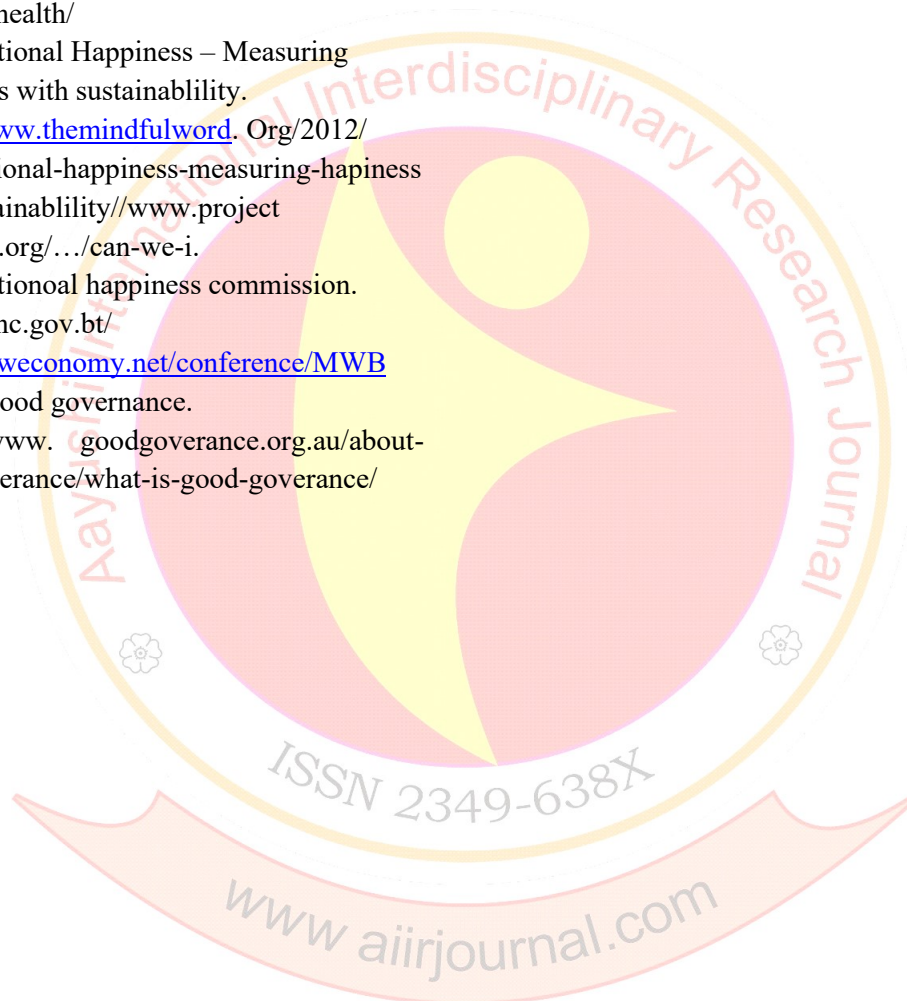 health/
tional Happiness – Measuring
s with sustainablility.
ww.themindfulword. Org/2012/
ional-happiness-measuring-hapiness
ainablility//www.project
.org/…/can-we-i.
tionoal happiness commission.
nc.gov.bt/
weconomy.net/conference/MWB
ood governance.
www. goodgoverance.org.au/about-
erance/what-is-good-goverance/
Aayushi International Interdisciplinary Research Journal
ISSN 2349-638X
www aiirjournal.com